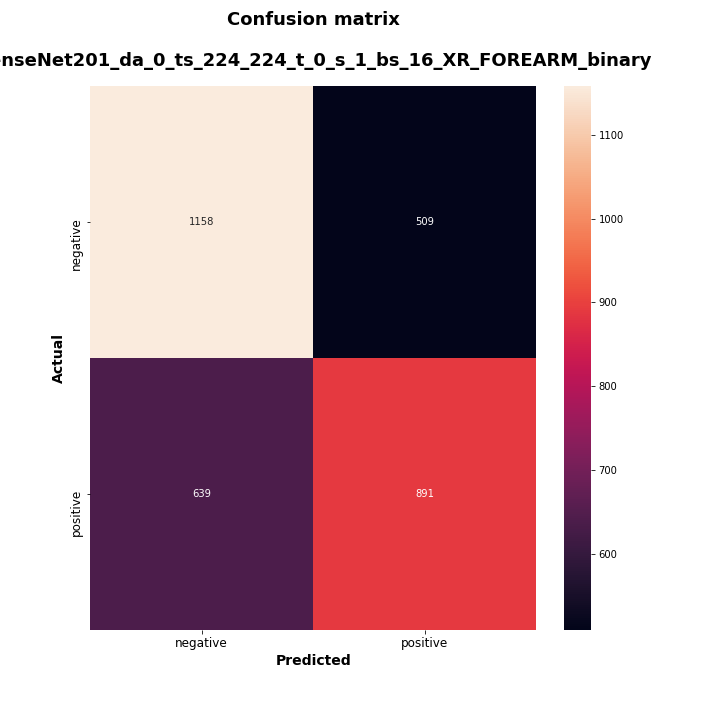 Confusion matrix
nseNet201_da_0_ts_224_224_t_0_s_1_bs_16_XR_FOREARM_binary
1100
1000
900
800
700
600
negative
positive
Actual
1158
509
639
891
negative
positive
Predicted